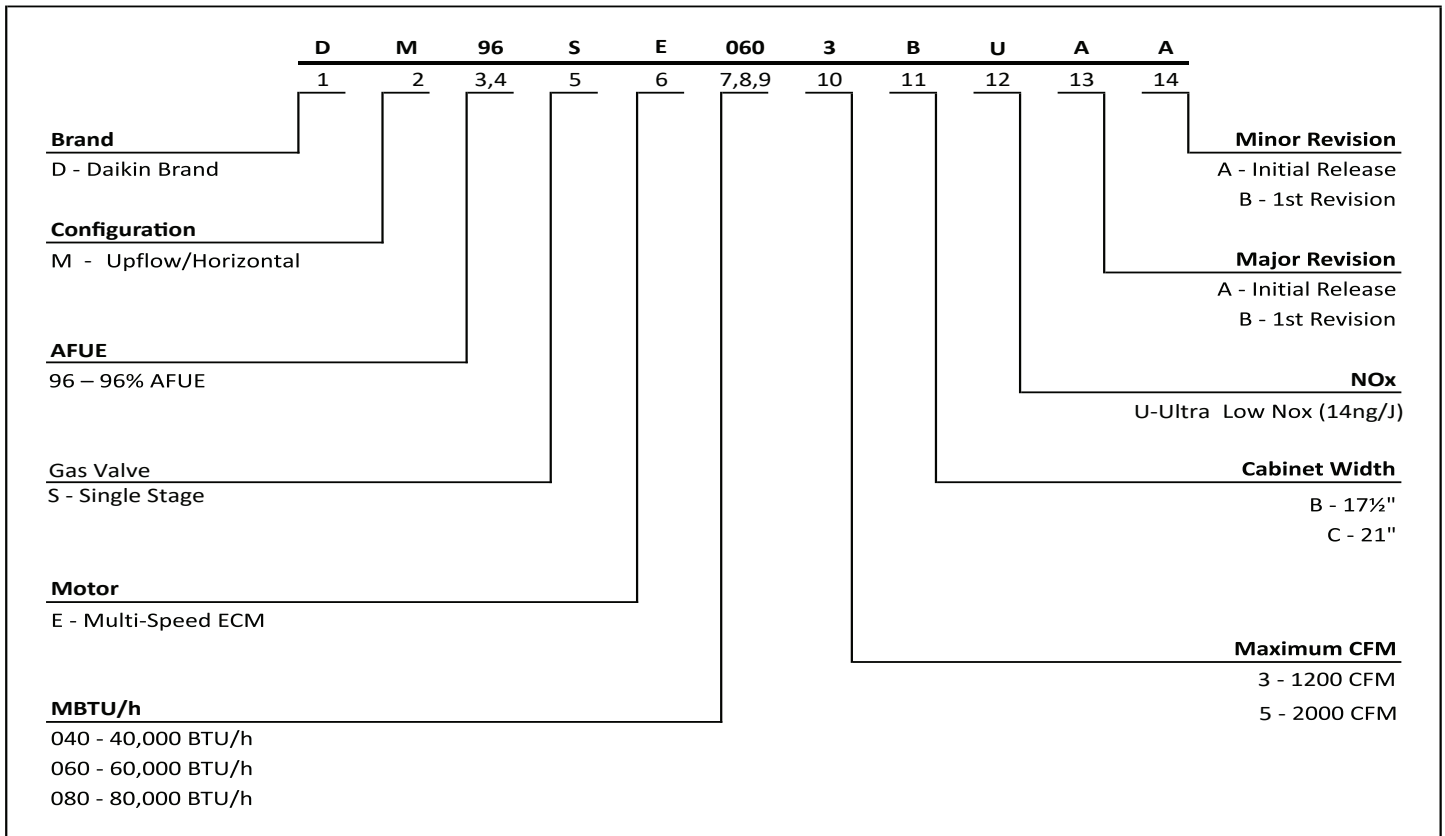 D M 96 S E 060 3 B U A A
1 2 3,4 5 6 7,8,9 10 11 12 13 14
Brand
D - Daikin Brand
Configuration
M - Upflow/Horizontal
AFUE
96 – 96% AFUE
Gas Valve
S - Single Stage
Motor
E - Multi-Speed ECM
MBTU/h
040 - 40,000 BTU/h
060 - 60,000 BTU/h
080 - 80,000 BTU/h
Minor Revision
A - Initial Release
B - 1st Revision
Major Revision
A - Initial Release
B - 1st Revision
NOx
U-Ultra Low Nox (14ng/J)
Cabinet Width
B - 17½"
C - 21"
Maximum CFM
3 - 1200 CFM
5 - 2000 CFM